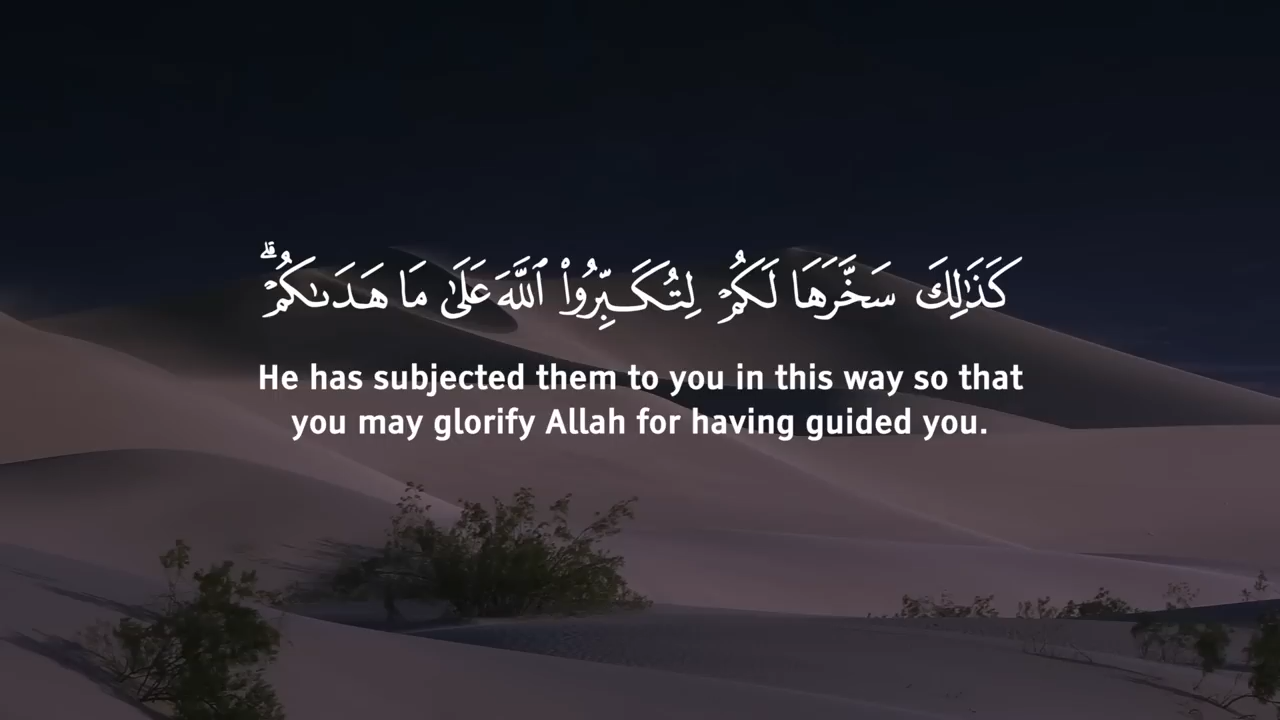 كَذَٰلِكَ سَخَّرَهَا لَكُمْ لِتُكَبِّرُوا۟ ٱللَّهَ عَلَىٰ مَا هَدَىٰكُمْ ۗ
He has subjected them to you in this way so that
you may glorify Allah for having guided you.